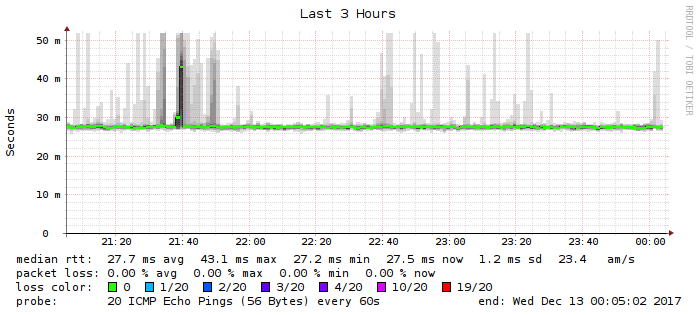 Last 3 Hours
RRDTOOL / TOBI OETIKER
Seconds
50 m
40 m
30 m
20 m
10 m
0
21:20 21:40 22:00 22:20 22:40 23:00 23:20 23:40 00:00
median rtt: 27.7 ms avg 43.1 ms max 27.2 ms min 27.5 ms now 1.2 ms sd 23.4 am/s
packet loss: 0.00 % avg 0.00 % max 0.00 % min 0.00 % now
loss color: 0 1/20 2/20 3/20 4/20 10/20 19/20
probe: 20 ICMP Echo Pings (56 Bytes) every 60s end: Wed Dec 13 00:05:02 2017